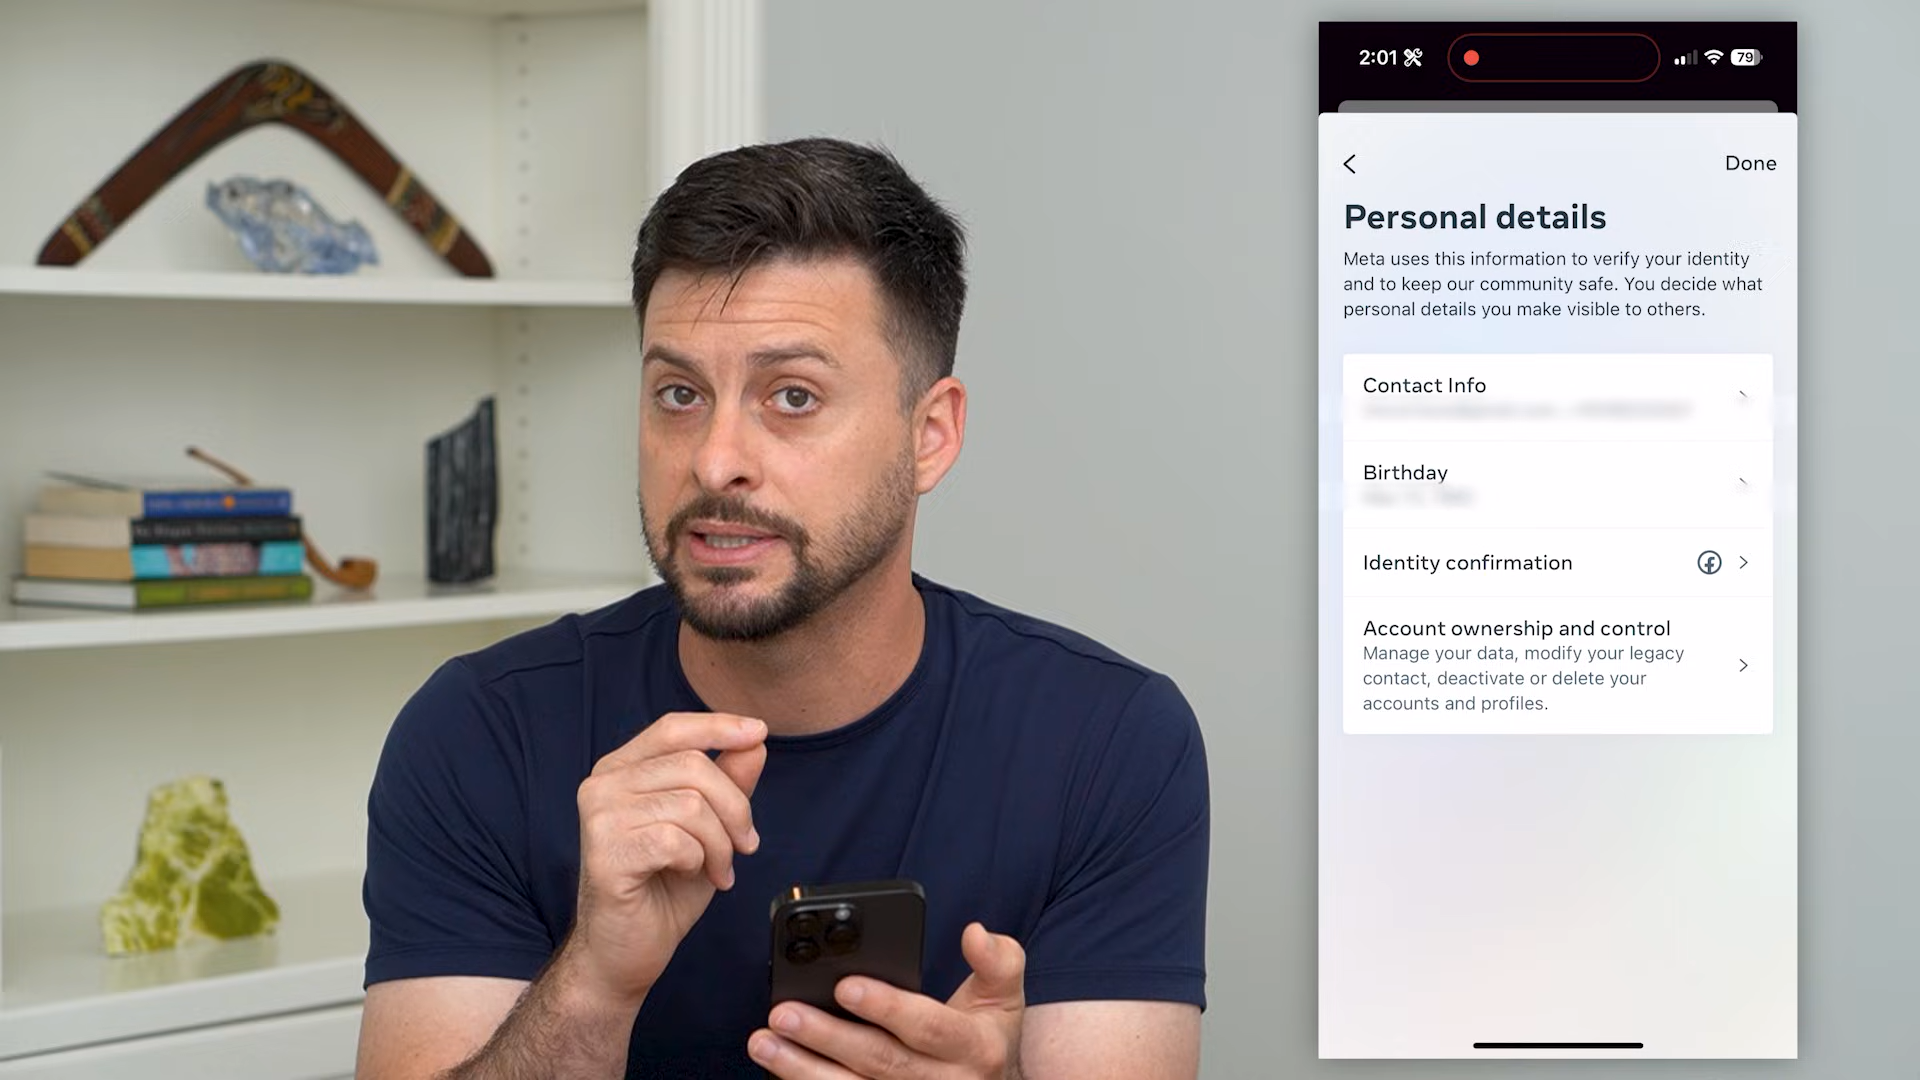 2:01
79
Done
Personal details
Meta uses this information to verify your identity
and to keep our community safe. You decide what
personal details you make visible to others.
Contact Info
Birthday
Identity confirmation
Account ownership and control
Manage your data, modify your legacy
contact, deactivate or delete your
accounts and profiles.